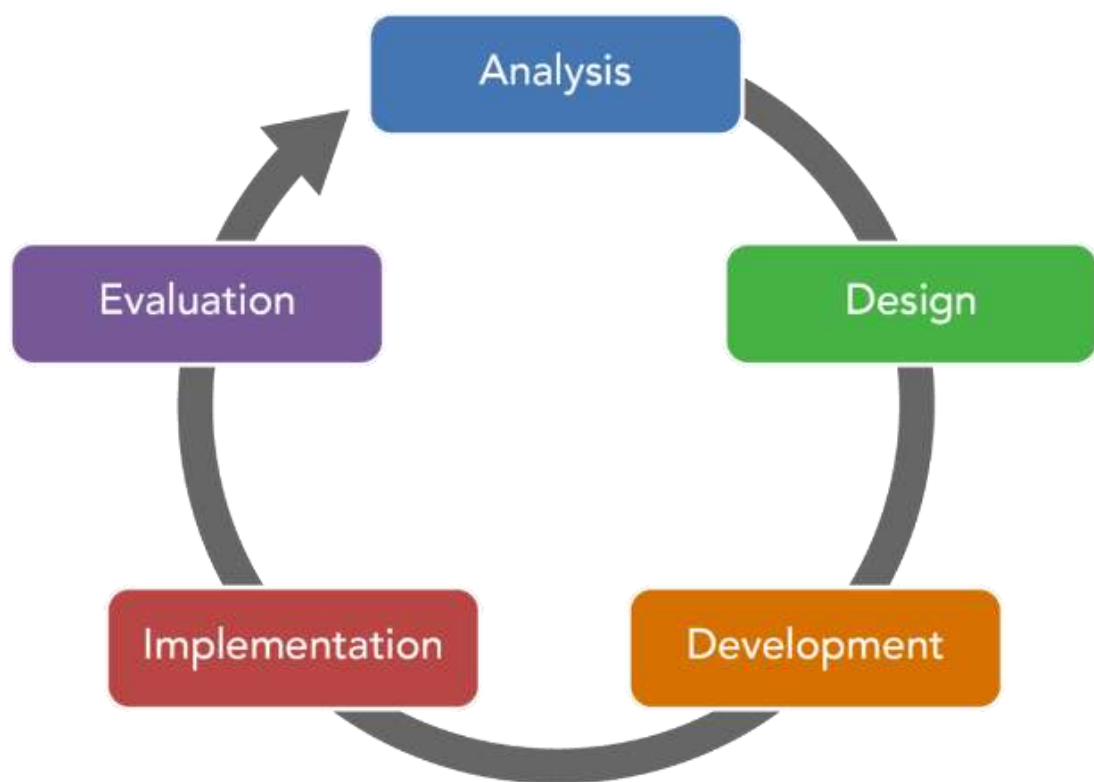 Analysis
Design
Development
Implementation
Evaluation